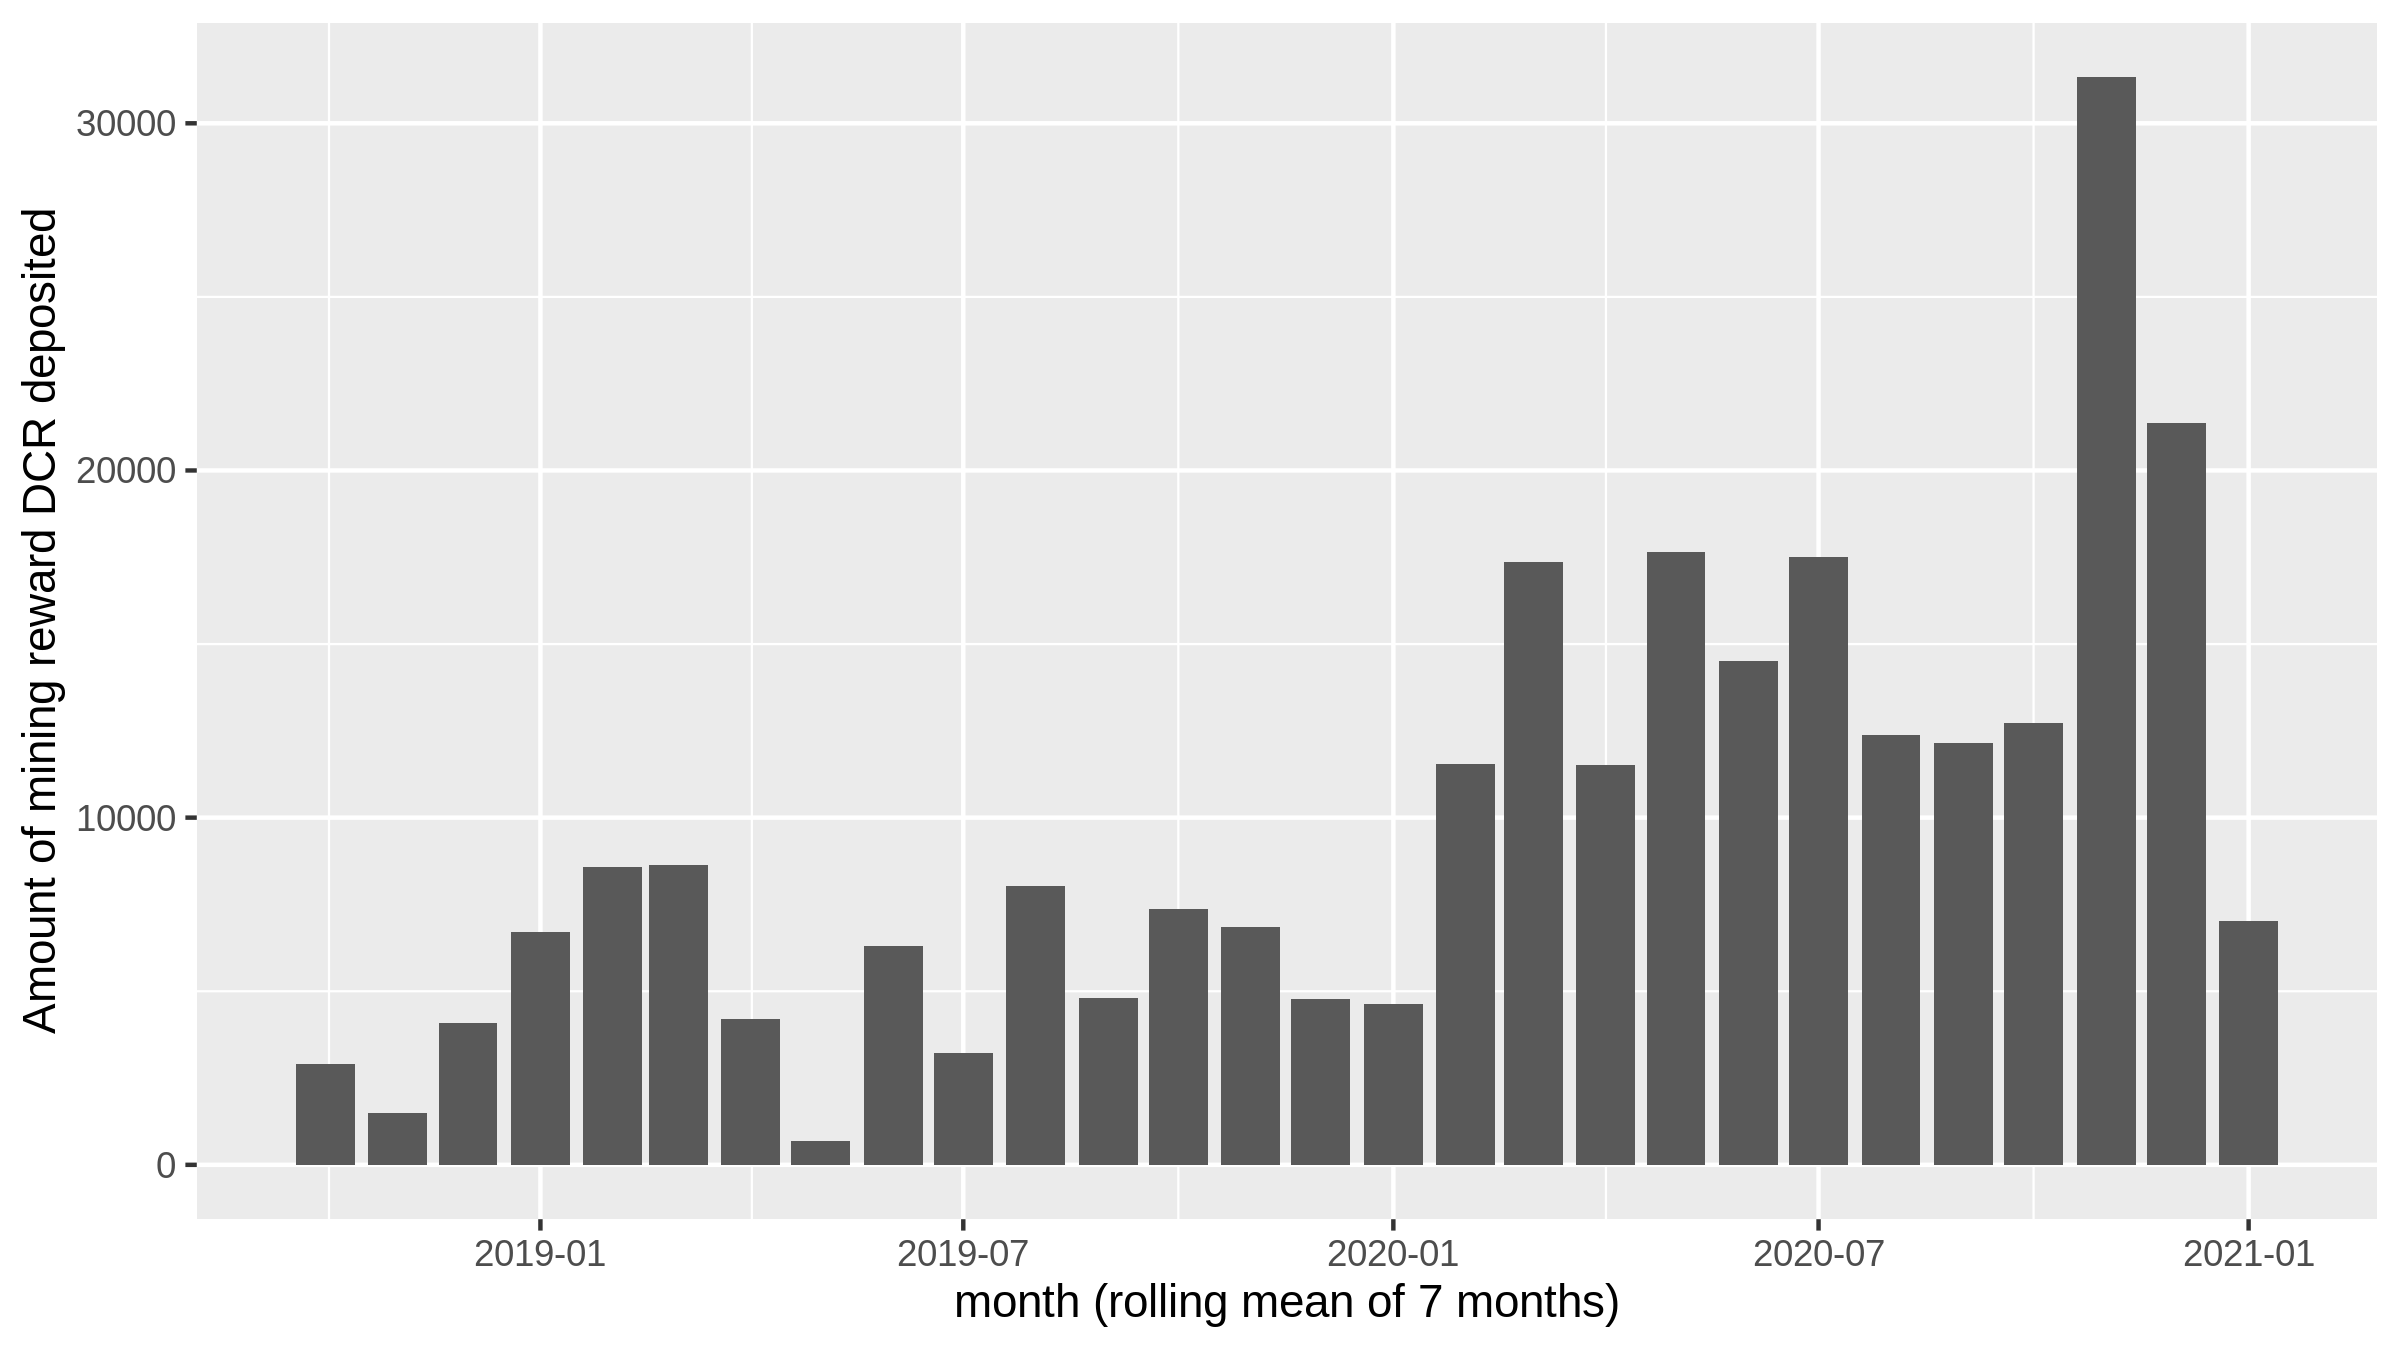 Amount of mining reward DCR deposited
30000
20000
10000
0
2019-01 2019-07 2020-01 2020-07 2021-01
month (rolling mean of 7 months)